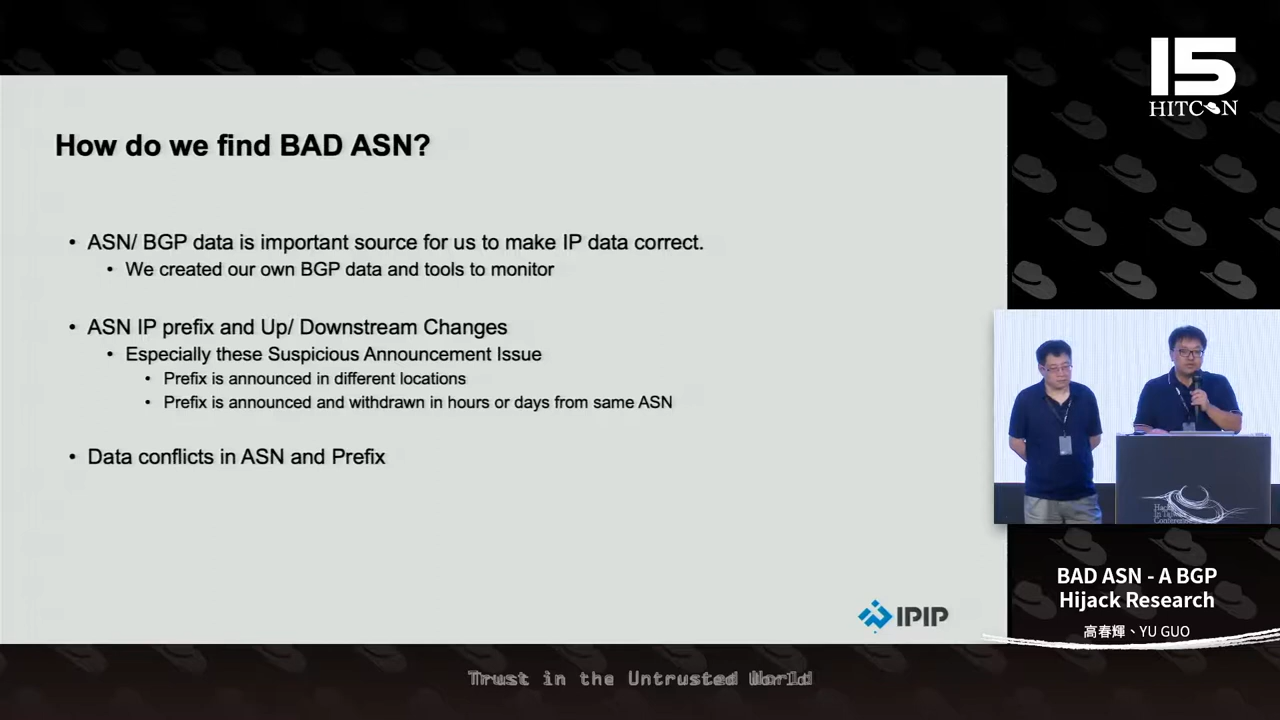 15
HITCON
How do we find BAD ASN?
• ASN/ BGP data is important source for us to make IP data correct.
• We created our own BGP data and tools to monitor
• ASN IP prefix and Up/ Downstream Changes
• Especially these Suspicious Announcement Issue
• Prefix is announced in different locations
• Prefix is announced and withdrawn in hours or days from same ASN
• Data conflicts in ASN and Prefix
IPIP
Hacks
In Taiwan
Conference
BAD ASN - A BGP
Hijack Research
高春輝、YU GUO
Trust in the Untrusted World